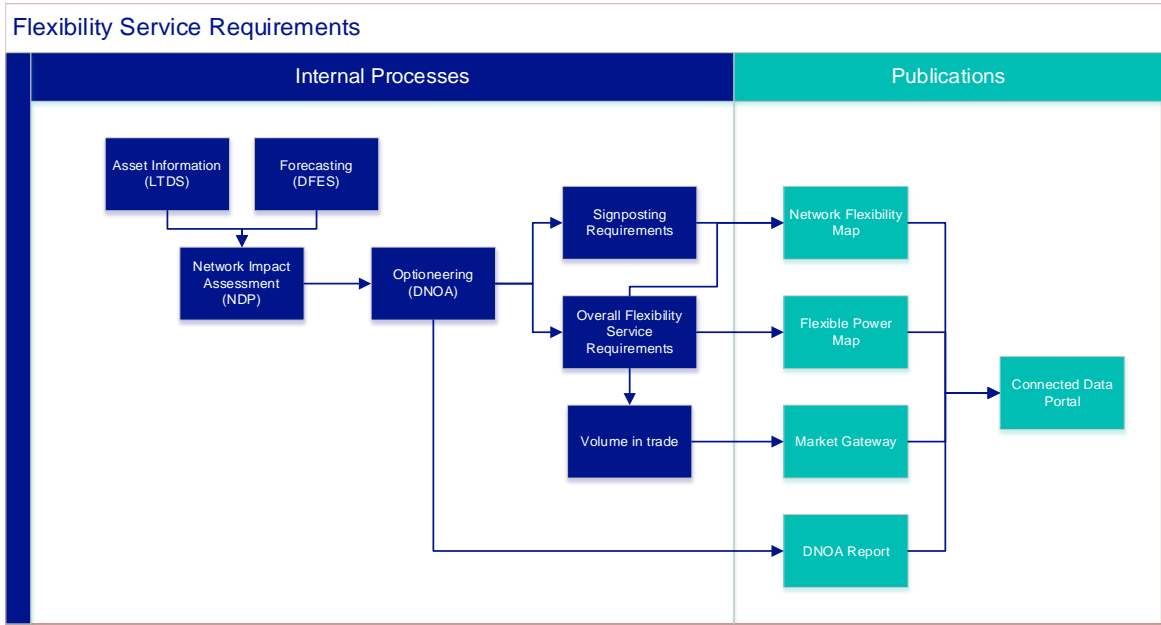 Flexibility Service Requirements
Internal Processes
Publications
Asset Information
(LTDS)
Forecasting
(DFES)
Network Impact
Assessment
(NDP)
Optioneering
(DNOA)
Signposting
Requirements
Overall Flexibility
Service
Requirements
Volume in trade
Network Flexibility
Map
Flexible Power
Map
Market Gateway
DNOA Report
Connected Data
Portal